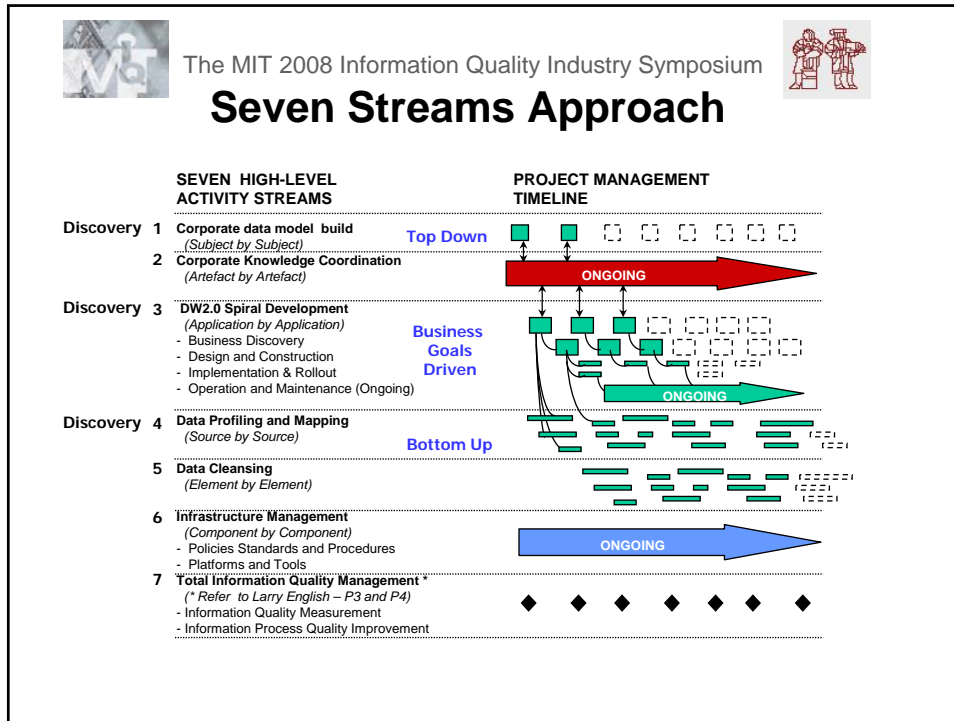 The MIT 2008 Information Quality Industry Symposium
Seven Streams Approach
SEVEN HIGH-LEVEL
ACTIVITY STREAMS
PROJECT MANAGEMENT
TIMELINE
Discovery 1 Corporate data model build
(Subject by Subject)
Top Down
2 Corporate Knowledge Coordination
(Artefact by Artefact)
ONGOING
Discovery 3 DW2.0 Spiral Development
(Application by Application)
- Business Discovery
- Design and Construction
- Implementation & Rollout
- Operation and Maintenance (Ongoing)
Business
Goals
Driven
ONGOING
Discovery 4 Data Profiling and Mapping
(Source by Source)
Bottom Up
5 Data Cleansing
(Element by Element)
6 Infrastructure Management
(Component by Component)
- Policies Standards and Procedures
- Platforms and Tools
ONGOING
7 Total Information Quality Management *
(* Refer to Larry English – P3 and P4)
- Information Quality Measurement
- Information Process Quality Improvement